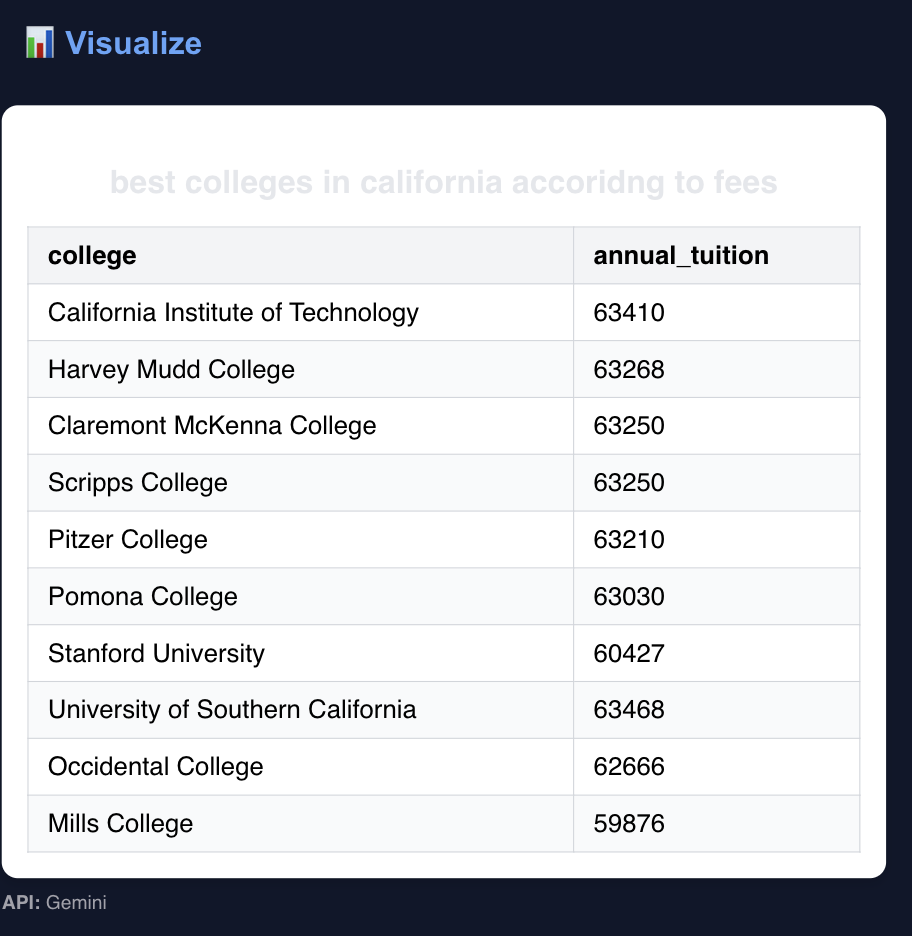 📊 Visualize
best colleges in california accoridng to fees
college annual_tuition
California Institute of Technology 63410
Harvey Mudd College 63268
Claremont McKenna College 63250
Scripps College 63250
Pitzer College 63210
Pomona College 63030
Stanford University 60427
University of Southern California 63468
Occidental College 62666
Mills College 59876
API: Gemini